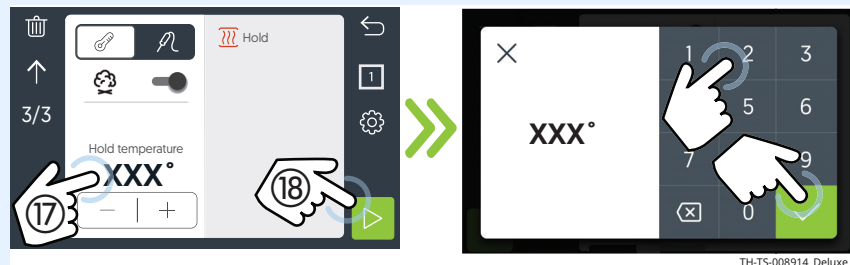 Hold
1
3/3
Hold temperature
XXX°
17
18
XXX°
1 2 3
5 6
7 9
0
TH-TS-008914_Deluxe